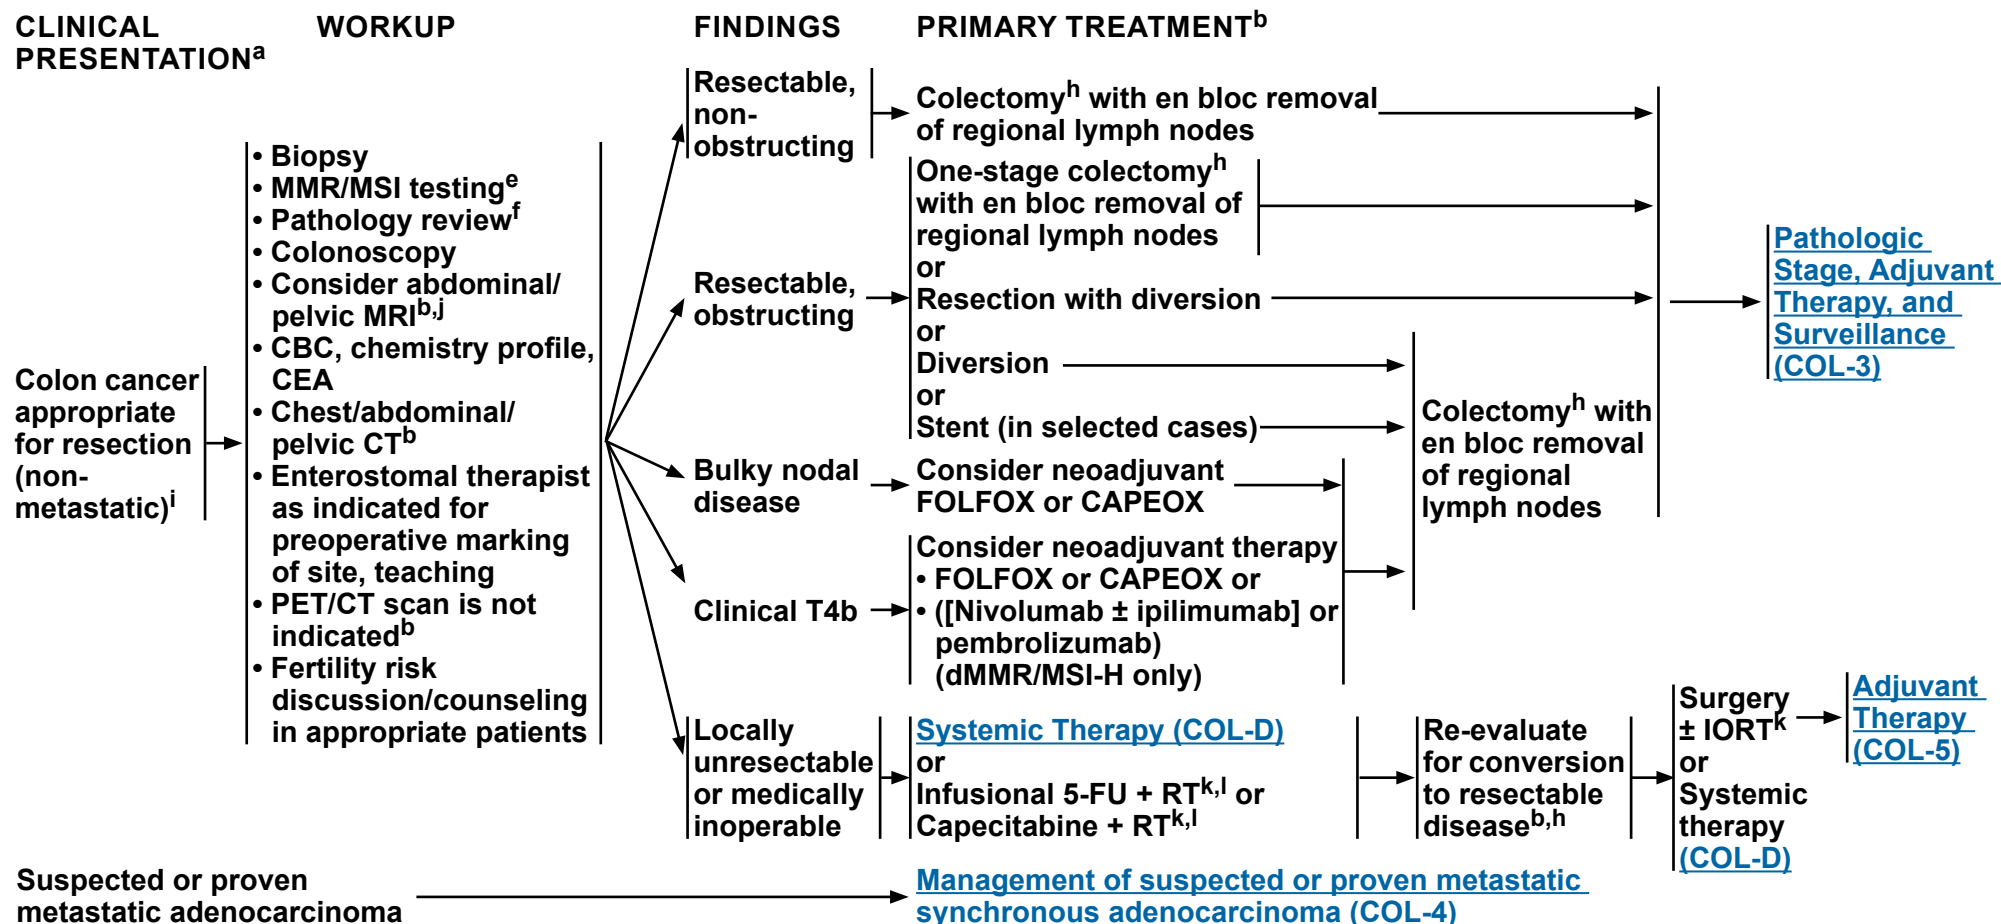 CLINICAL
PRESENTATIONa
WORKUP
FINDINGS
PRIMARY TREATMENTb
Colon cancer
appropriate
for resection
(non-
metastatic)i
• Biopsy
• MMR/MSI testinge
• Pathology reviewf
• Colonoscopy
• Consider abdominal/
pelvic MRIb,j
• CBC, chemistry profile,
CEA
• Chest/abdominal/
pelvic CTb
• Enterostomal therapist
as indicated for
preoperative marking
of site, teaching
• PET/CT scan is not
indicatedb
• Fertility risk
discussion/counseling
in appropriate patients
Resectable,
non-
obstructing
Colectomyh with en bloc removal
of regional lymph nodes
Resectable,
obstructing
One-stage colectomyh
with en bloc removal of
regional lymph nodes
or
Resection with diversion
or
Diversion
or
Stent (in selected cases)
Bulky nodal
disease
Consider neoadjuvant
FOLFOX or CAPEOX
Clinical T4b
Consider neoadjuvant therapy
• FOLFOX or CAPEOX or
• ([Nivolumab ± ipilimumab] or
pembrolizumab)
(dMMR/MSI-H only)
Colectomyh with
en bloc removal
of regional
lymph nodes
Pathologic
Stage, Adjuvant
Therapy, and
Surveillance
(COL-3)
Locally
unresectable
or medically
inoperable
Systemic Therapy (COL-D)
or
Infusional 5-FU + RTk,l or
Capecitabine + RTk,l
Re-evaluate
for conversion
to resectable
diseaseb,h
Surgery
± IORTk
or
Systemic
therapy
(COL-D)
Adjuvant
Therapy
(COL-5)
Suspected or proven
metastatic adenocarcinoma
Management of suspected or proven metastatic
synchronous adenocarcinoma (COL-4)